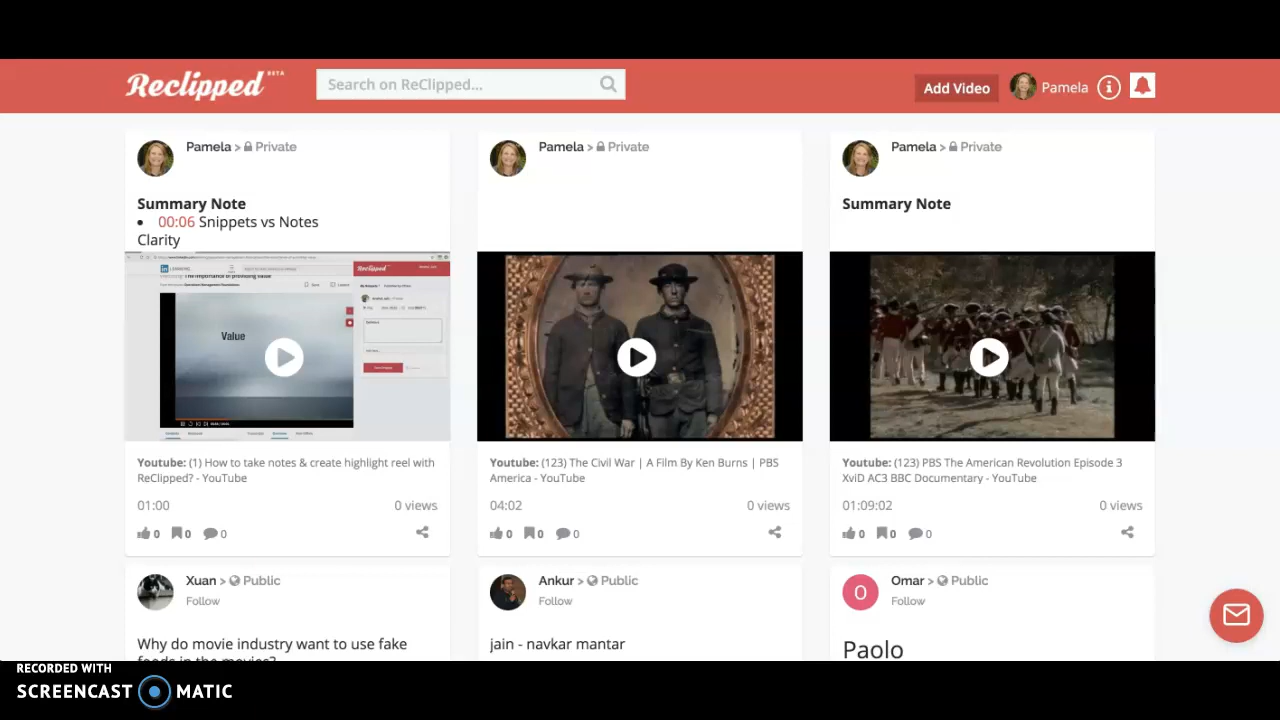 Reclipped BETA
Search on ReClipped...
Add Video
Pamela
Pamela > Private
Summary Note
• 00:06 Snippets vs Notes
Clarity
Value
Youtube: (1) How to take notes & create highlight reel with
ReClipped? - YouTube
01:00 0 views
0 0 0
Pamela > Private
Youtube: (123) The Civil War | A Film By Ken Burns | PBS
America - YouTube
04:02 0 views
0 0 0
Pamela > Private
Summary Note
Youtube: (123) PBS The American Revolution Episode 3
XviD AC3 BBC Documentary - YouTube
01:09:02 0 views
0 0 0
Xuan > Public
Follow
Why do movie industry want to use fake
foods in the movies?
Ankur > Public
Follow
jain - navkar mantar
O
Omar > Public
Follow
Paolo
RECORDED WITH
SCREENCAST MATIC